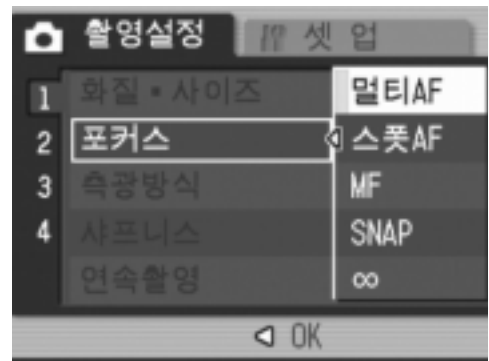 촬영설정 셋 업
1 화질•사이즈 멀티AF
2 포커스 스폿AF
3 측광방식 MF
4 샤프니스 SNAP
연속촬영 ∞
OK